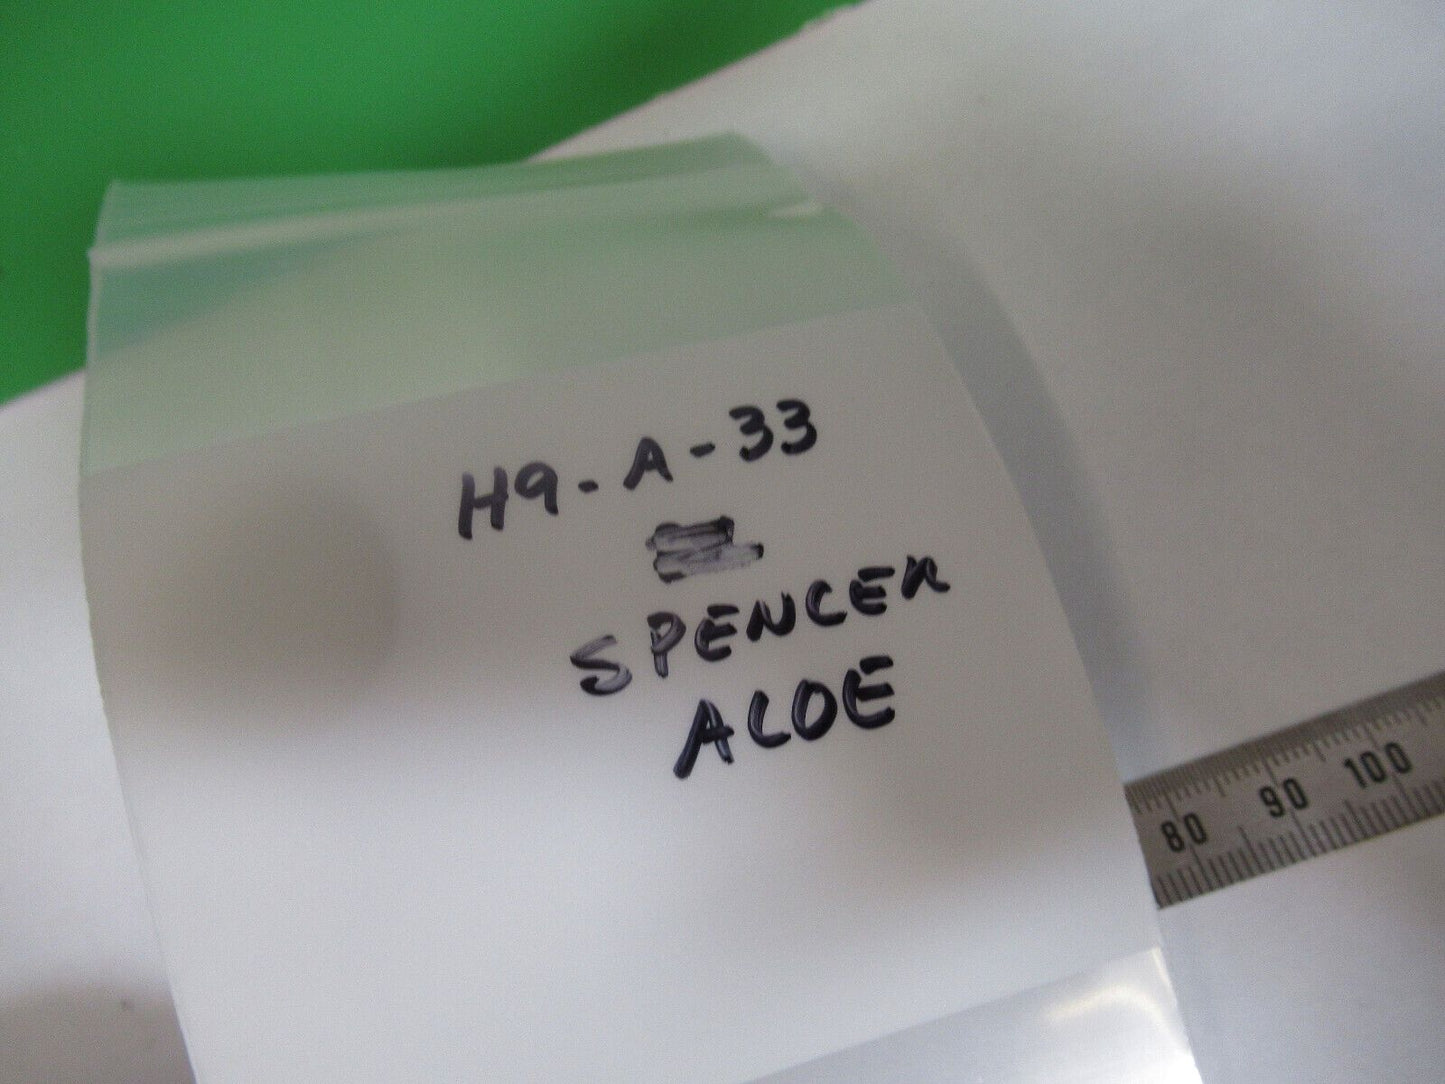 H9-A-33
SPENCER
ALOE
80 90 100